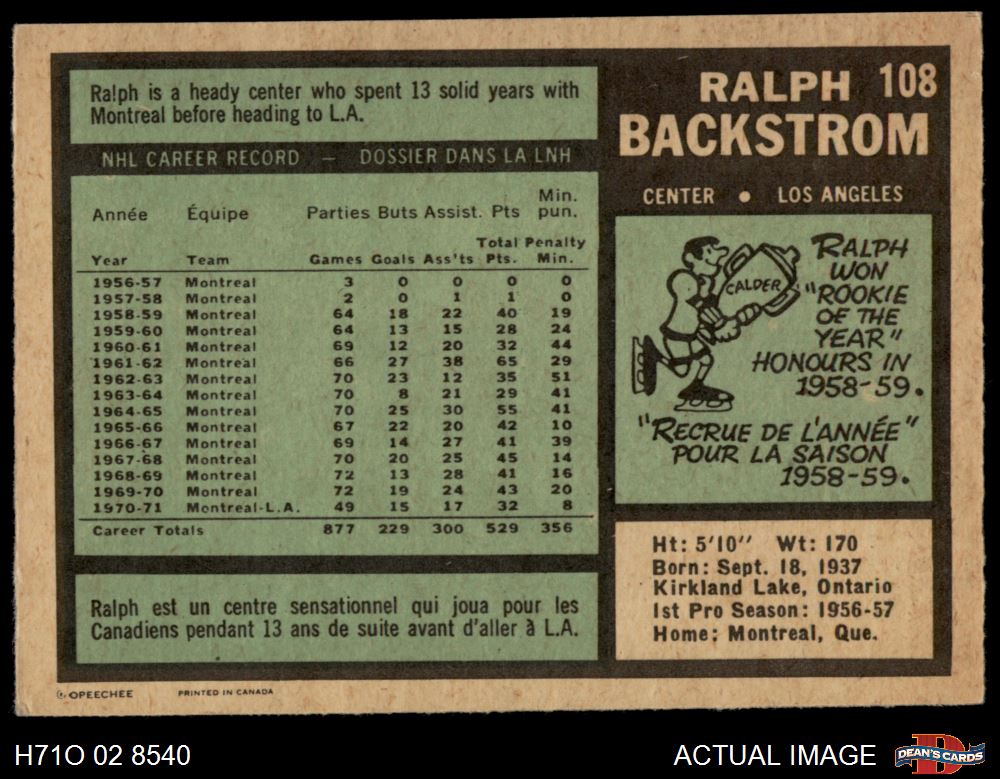 Ralph is a heady center who spent 13 solid years with
Montreal before heading to L.A.
NHL CAREER RECORD — DOSSIER DANS LA LNH
Année Équipe Parties Buts Assist. Pts Min. pun.
Year Team Games Goals Ass'ts Total Pts. Penalty Min.
1956-57 Montreal 3 0 0 0 0
1957-58 Montreal 2 0 1 1 0
1958-59 Montreal 64 18 22 40 19
1959-60 Montreal 64 13 15 28 24
1960-61 Montreal 69 12 20 32 44
1961-62 Montreal 66 27 38 65 29
1962-63 Montreal 70 23 12 35 51
1963-64 Montreal 70 8 21 29 41
1964-65 Montreal 70 25 30 55 41
1965-66 Montreal 67 22 20 42 10
1966-67 Montreal 69 14 27 41 39
1967-68 Montreal 70 20 25 45 14
1968-69 Montreal 72 13 28 41 16
1969-70 Montreal 72 19 24 43 20
1970-71 Montreal-L.A. 49 15 17 32 8
Career Totals 877 229 300 529 356
Ralph est un centre sensationnel qui joua pour les
Canadiens pendant 13 ans de suite avant d'aller à L.A.
RALPH 108
BACKSTROM
CENTER • LOS ANGELES
CALDER
RALPH
WON
"ROOKIE
OF THE
YEAR"
HONOURS IN
1958-59.
"RECRUE DE L'ANNÉE"
POUR LA SAISON
1958-59.
Ht: 5'10'' Wt: 170
Born: Sept. 18, 1937
Kirkland Lake, Ontario
1st Pro Season: 1956-57
Home: Montreal, Que.
© OPEECHEE PRINTED IN CANADA
H71O 02 8540 ACTUAL IMAGE DEAN'S CARDS